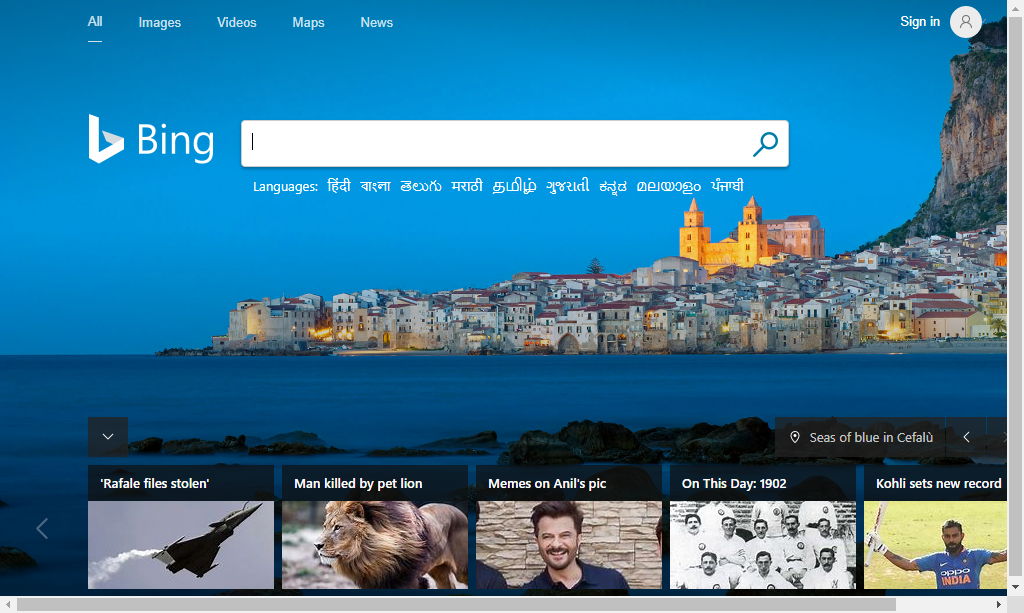 All Images Videos Maps News Sign in
Bing
Languages: हिंदी বাংলা తెలుగు मराठी தமிழ் ગુજરાતી ಕನ್ನಡ മലയാളം ਪੰਜਾਬੀ
Seas of blue in Cefalù
'Rafale files stolen' Man killed by pet lion Memes on Anil's pic On This Day: 1902 Kohli sets new record
oppo
INDIA